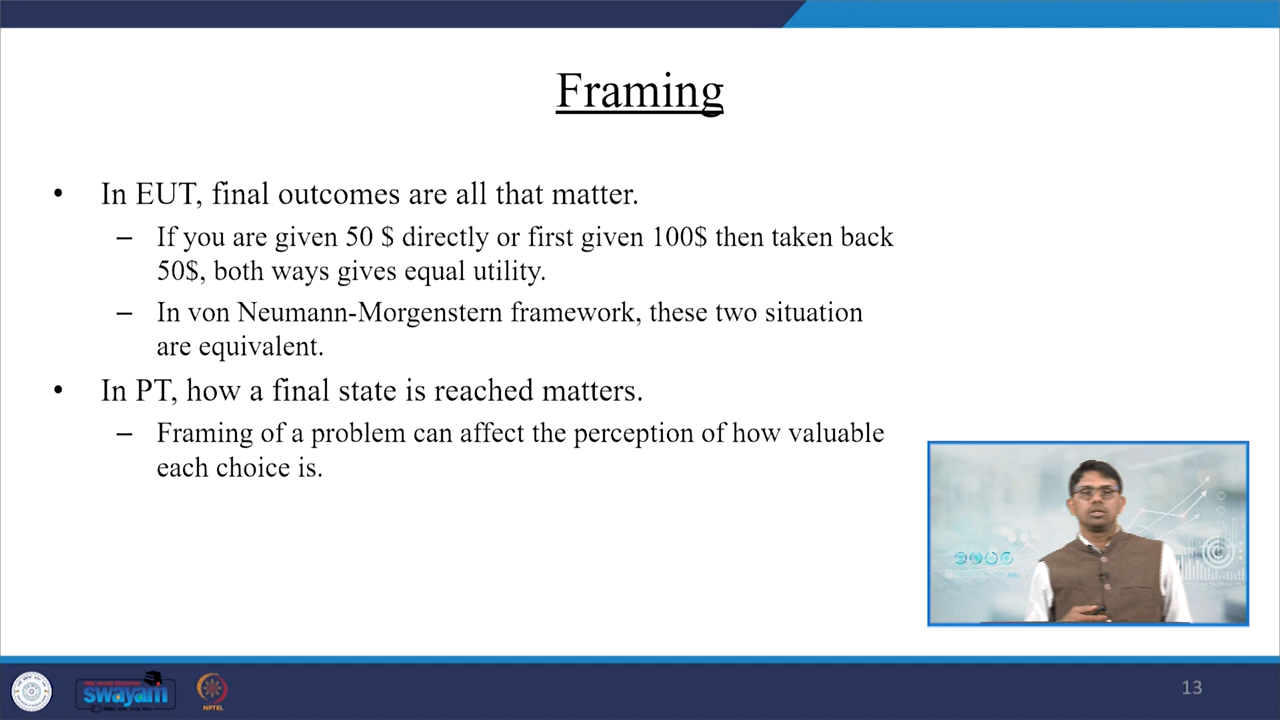 Framing
• In EUT, final outcomes are all that matter.
– If you are given 50 $ directly or first given 100$ then taken back
50$, both ways gives equal utility.
– In von Neumann-Morgenstern framework, these two situation
are equivalent.
• In PT, how a final state is reached matters.
– Framing of a problem can affect the perception of how valuable
each choice is.
swayam
NPTEL
13